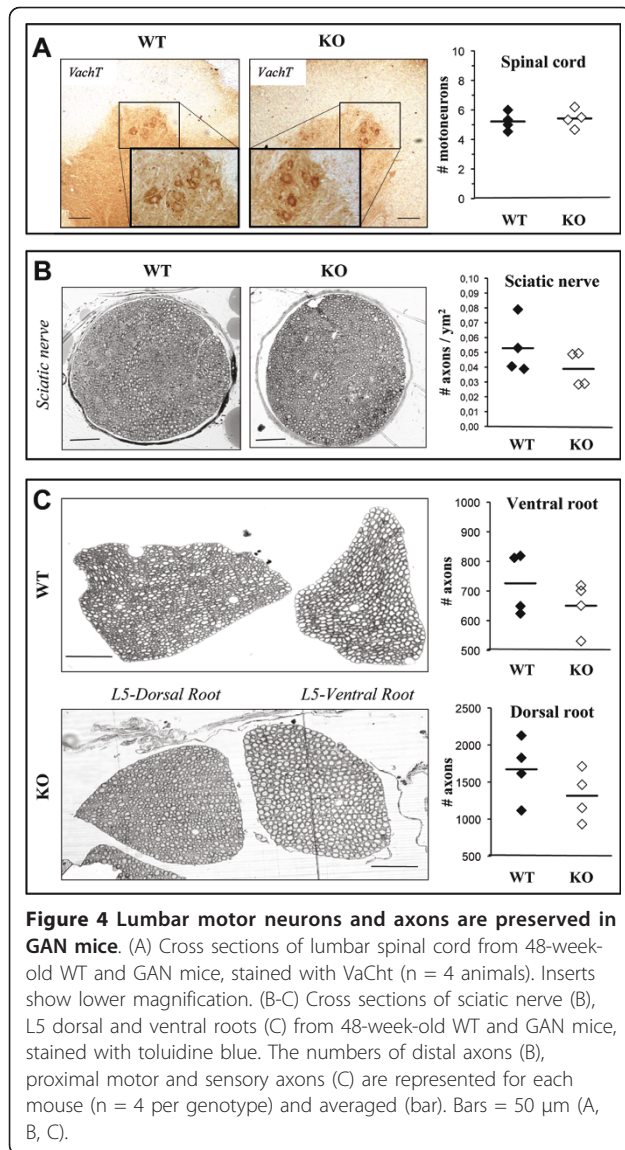 WT
KO
A
VachT
VachT
Spinal cord
# motoneurons
10
8
6
4
2
0
WT
KO
B
WT
KO
Sciatic nerve
Sciatic nerve
# axons / ym²
0,10
0,09
0,08
0,07
0,06
0,05
0,04
0,03
0,02
0,01
0,00
WT
KO
C
WT
Ventral root
# axons
1000
900
800
700
600
500
WT
KO
L5-Dorsal Root
L5-Ventral Root
KO
Dorsal root
# axons
2500
2000
1500
1000
500
WT
KO
Figure 4 Lumbar motor neurons and axons are preserved in
GAN mice. (A) Cross sections of lumbar spinal cord from 48-week-
old WT and GAN mice, stained with VaCht (n = 4 animals). Inserts
show lower magnification. (B-C) Cross sections of sciatic nerve (B),
L5 dorsal and ventral roots (C) from 48-week-old WT and GAN mice,
stained with toluidine blue. The numbers of distal axons (B),
proximal motor and sensory axons (C) are represented for each
mouse (n = 4 per genotype) and averaged (bar). Bars = 50 μm (A,
B, C).